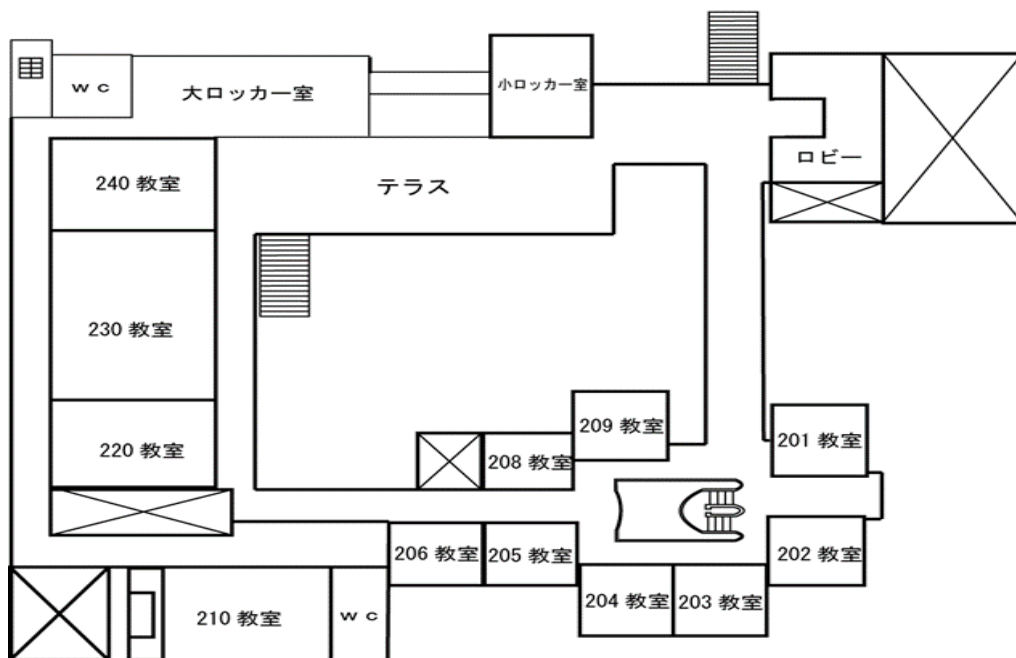 ＷＣ
大ロッカー室
小ロッカー室
ロビー
240 教室
テラス
230 教室
220 教室
209 教室
208 教室
201 教室
206 教室
205 教室
202 教室
204 教室
203 教室
210 教室
ＷＣ